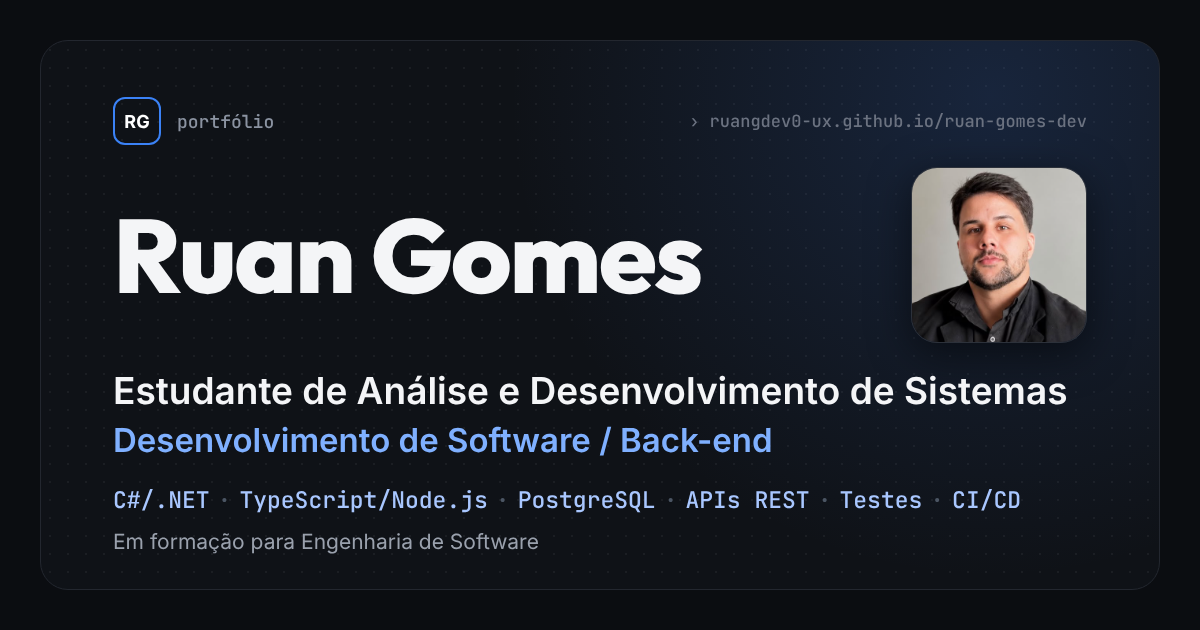 RG portfólio
› ruangdev0-ux.github.io/ruan-gomes-dev
Ruan Gomes
Estudante de Análise e Desenvolvimento de Sistemas
Desenvolvimento de Software / Back-end
C#/.NET · TypeScript/Node.js · PostgreSQL · APIs REST · Testes · CI/CD
Em formação para Engenharia de Software